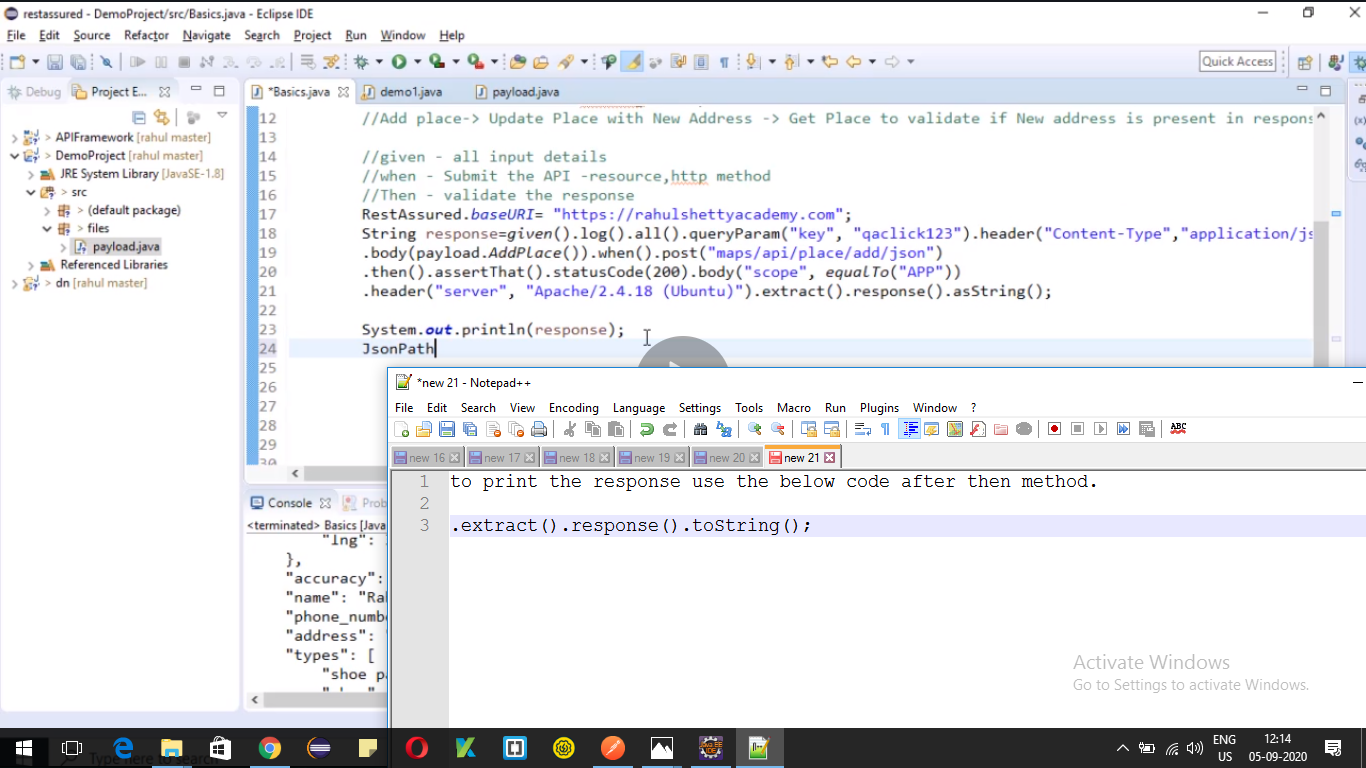 restassured - DemoProject/src/Basics.java - Eclipse IDE
File Edit Source Refactor Navigate Search Project Run Window Help
Quick Access
Debug Project E...
*Basics.java demo1.java payload.java
> APIFramework [rahul master]
> DemoProject [rahul master]
JRE System Library [JavaSE-1.8]
> src
> (default package)
> files
payload.java
Referenced Libraries
> dn [rahul master]
12 //Add place-> Update Place with New Address -> Get Place to validate if New address is present in respons
13
14 //given - all input details
15 //when - Submit the API -resource,http method
16 //Then - validate the response
17 RestAssured.baseURI= "https://rahulshettyacademy.com";
18 String response=given().log().all().queryParam("key", "qaclick123").header("Content-Type","application/js
19 .body(payload.AddPlace()).when().post("maps/api/place/add/json")
20 .then().assertThat().statusCode(200).body("scope", equalTo("APP"))
21 .header("server", "Apache/2.4.18 (Ubuntu)").extract().response().asString();
22
23 System.out.println(response);
24 JsonPath
25
26
27
28
29
30
Console Prob
<terminated> Basics [Java
"lng":
},
"accuracy":
"name": "Ra
"phone_numb
"address":
"types": [
"shoe pa
*new 21 - Notepad++
File Edit Search View Encoding Language Settings Tools Macro Run Plugins Window ?
ABC
new 16 new 17 new 18 new 19 new 20 new 21
1 to print the response use the below code after then method.
2
3 .extract().response().toString();
Activate Windows
Go to Settings to activate Windows.
Type here to search
JAVA EE
IDE
ENG
US
12:14
05-09-2020